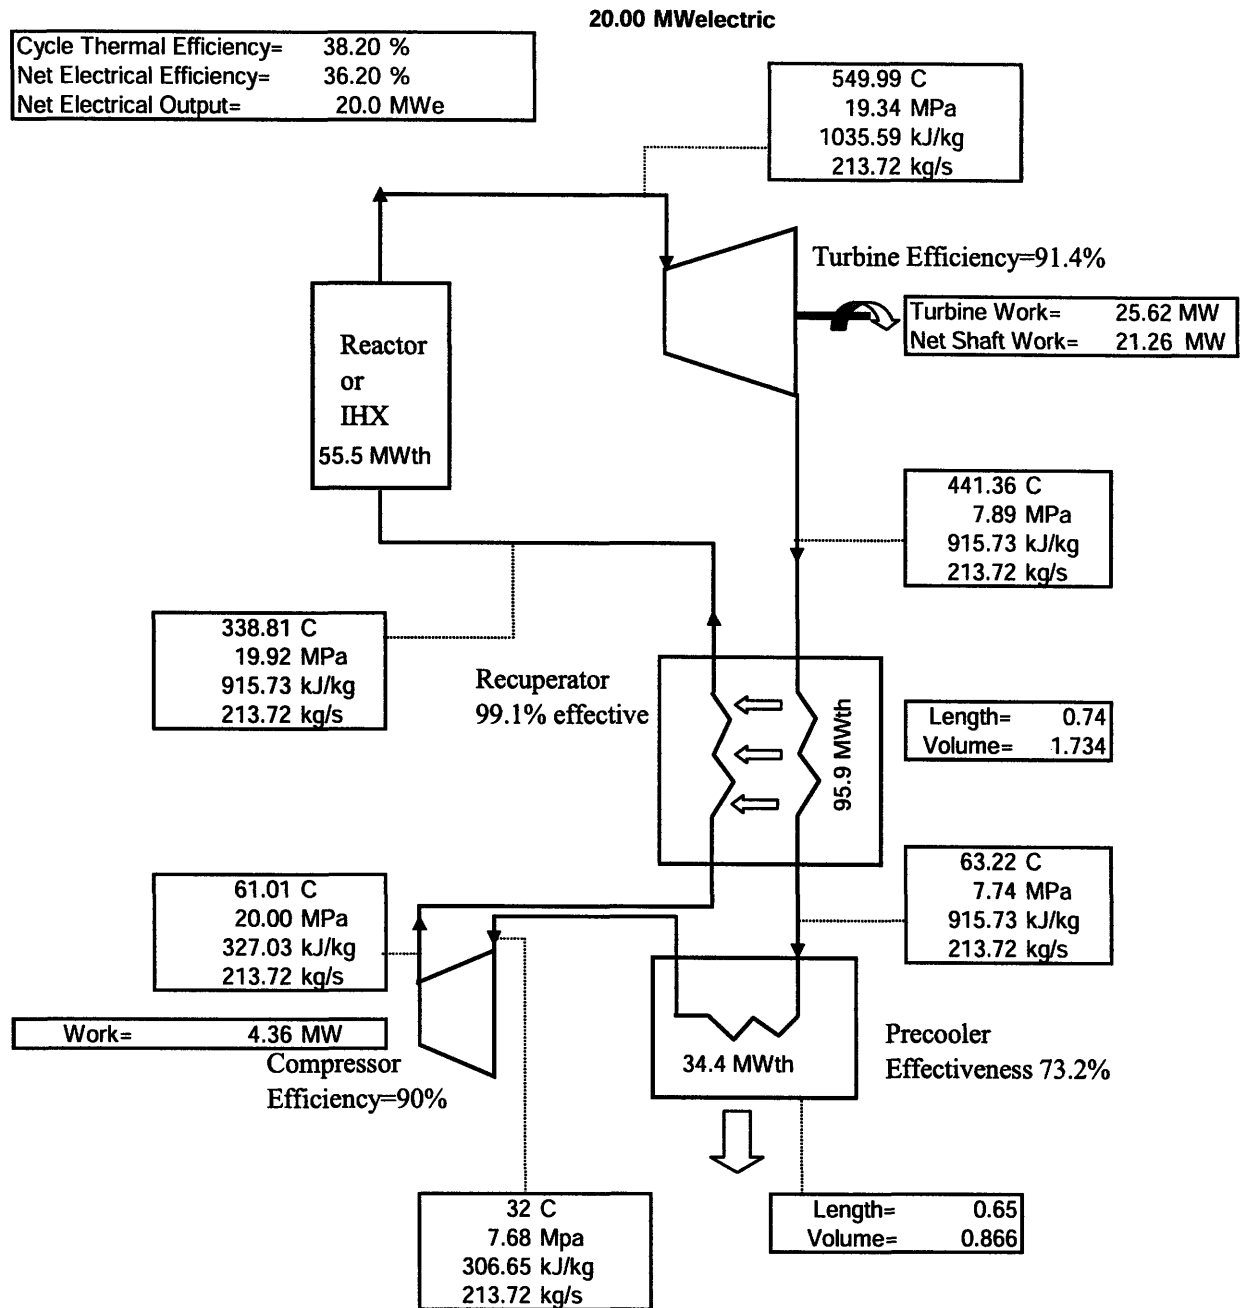 20.00 MWelectric
Cycle Thermal Efficiency= 38.20 %
Net Electrical Efficiency= 36.20 %
Net Electrical Output= 20.0 MWe
549.99 C
19.34 MPa
1035.59 kJ/kg
213.72 kg/s
Turbine Efficiency=91.4%
Turbine Work= 25.62 MW
Net Shaft Work= 21.26 MW
Reactor
or
IHX
55.5 MWth
441.36 C
7.89 MPa
915.73 kJ/kg
213.72 kg/s
338.81 C
19.92 MPa
915.73 kJ/kg
213.72 kg/s
Recuperator
99.1% effective
95.9 MWth
Length= 0.74
Volume= 1.734
61.01 C
20.00 MPa
327.03 kJ/kg
213.72 kg/s
63.22 C
7.74 MPa
915.73 kJ/kg
213.72 kg/s
Work= 4.36 MW
Compressor
Efficiency=90%
34.4 MWth
Precooler
Effectiveness 73.2%
32 C
7.68 Mpa
306.65 kJ/kg
213.72 kg/s
Length= 0.65
Volume= 0.866